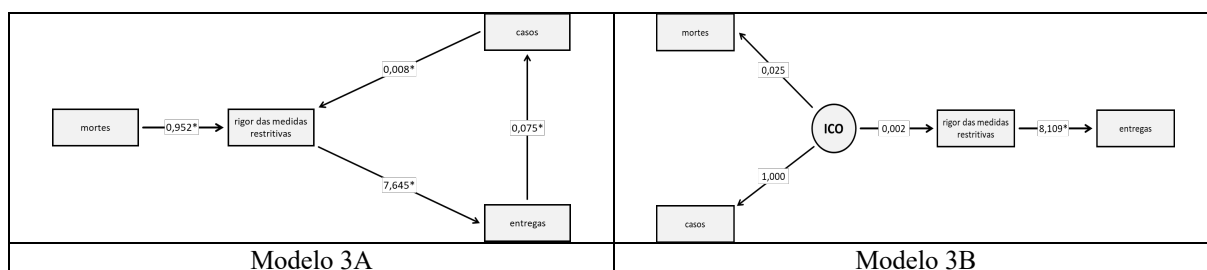 casos
0,008*
mortes
0,952*
rigor das medidas
restritivas
0,075*
7,645*
entregas
Modelo 3A
mortes
0,025
ICO
0,002
rigor das medidas
restritivas
8,109*
entregas
1,000
casos
Modelo 3B